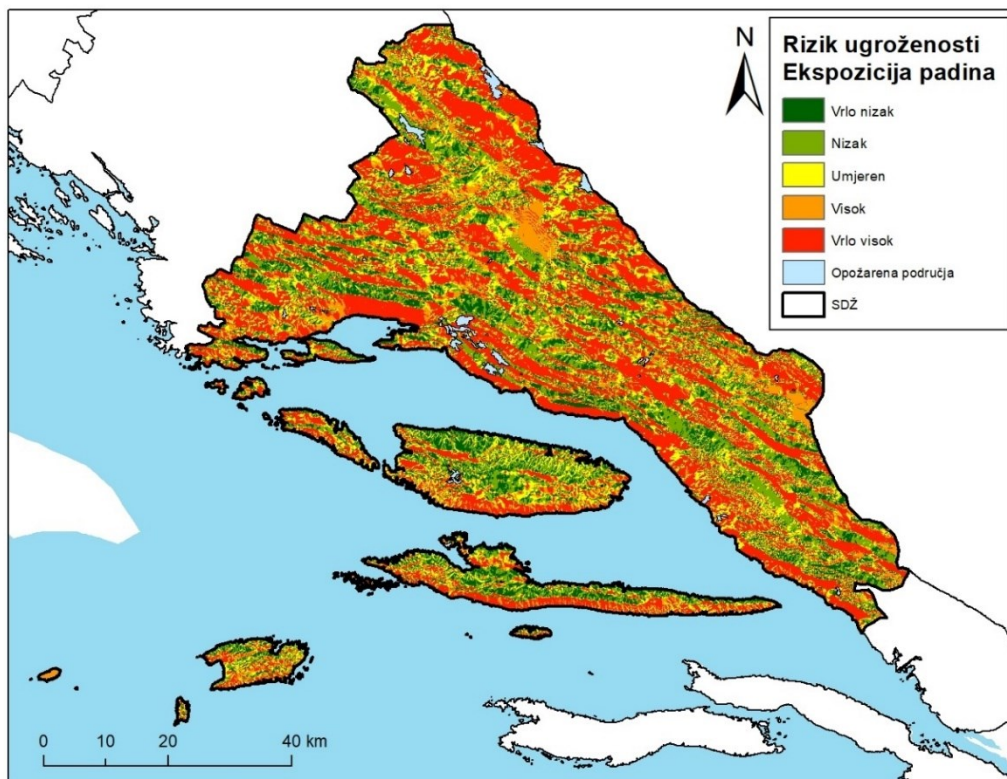 N
Rizik ugroženosti
Ekspozicija padina
Vrlo nizak
Nizak
Umjeren
Visok
Vrlo visok
Opožarena područja
SDŽ
0 10 20 40 km